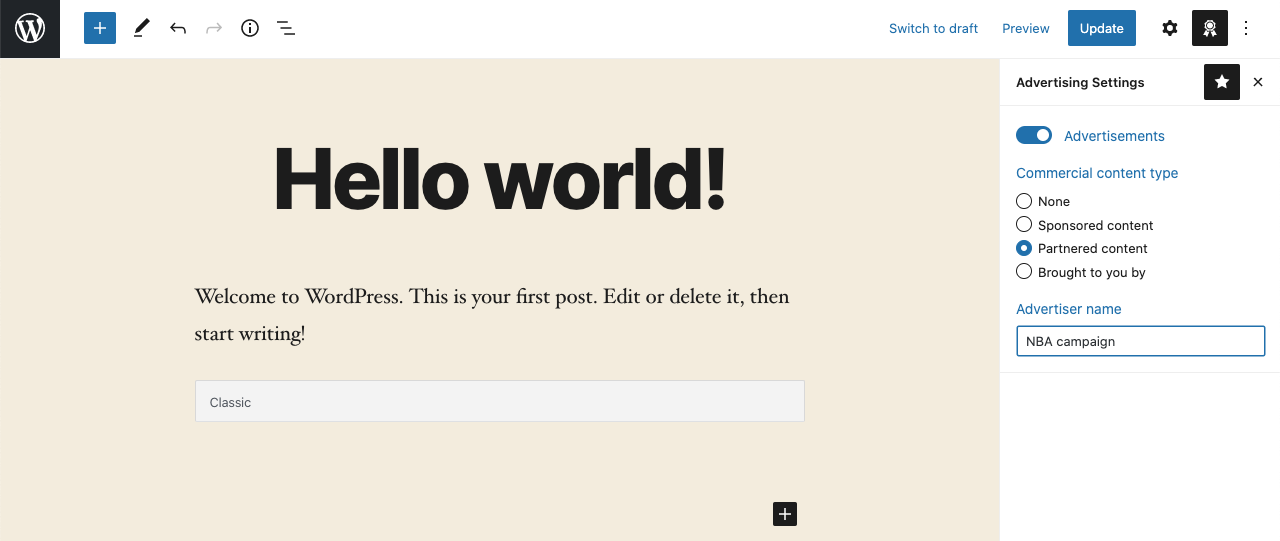 Switch to draft
Preview
Update
Advertising Settings
Advertisements
Commercial content type
None
Sponsored content
Partnered content
Brought to you by
Advertiser name
NBA campaign
Hello world!
Welcome to WordPress. This is your first post. Edit or delete it, then
start writing!
Classic